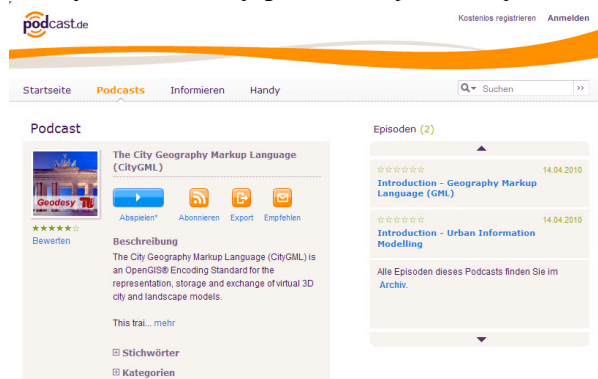 podcast.de
Kostenlos registrieren Anmelden
Startseite Podcasts Informieren Handy
Suchen »
Podcast
Geodesy
Bewerten
The City Geography Markup Language
(CityGML)
Abspielen* Abonnieren Export Empfehlen
Beschreibung
The City Geography Markup Language (CityGML) is
an OpenGIS® Encoding Standard for the
representation, storage and exchange of virtual 3D
city and landscape models.
This trai... mehr
Stichwörter
Kategorien
Episoden (2)
14.04.2010
Introduction - Geography Markup
Language (GML)
14.04.2010
Introduction - Urban Information
Modelling
Alle Episoden dieses Podcasts finden Sie im
Archiv.